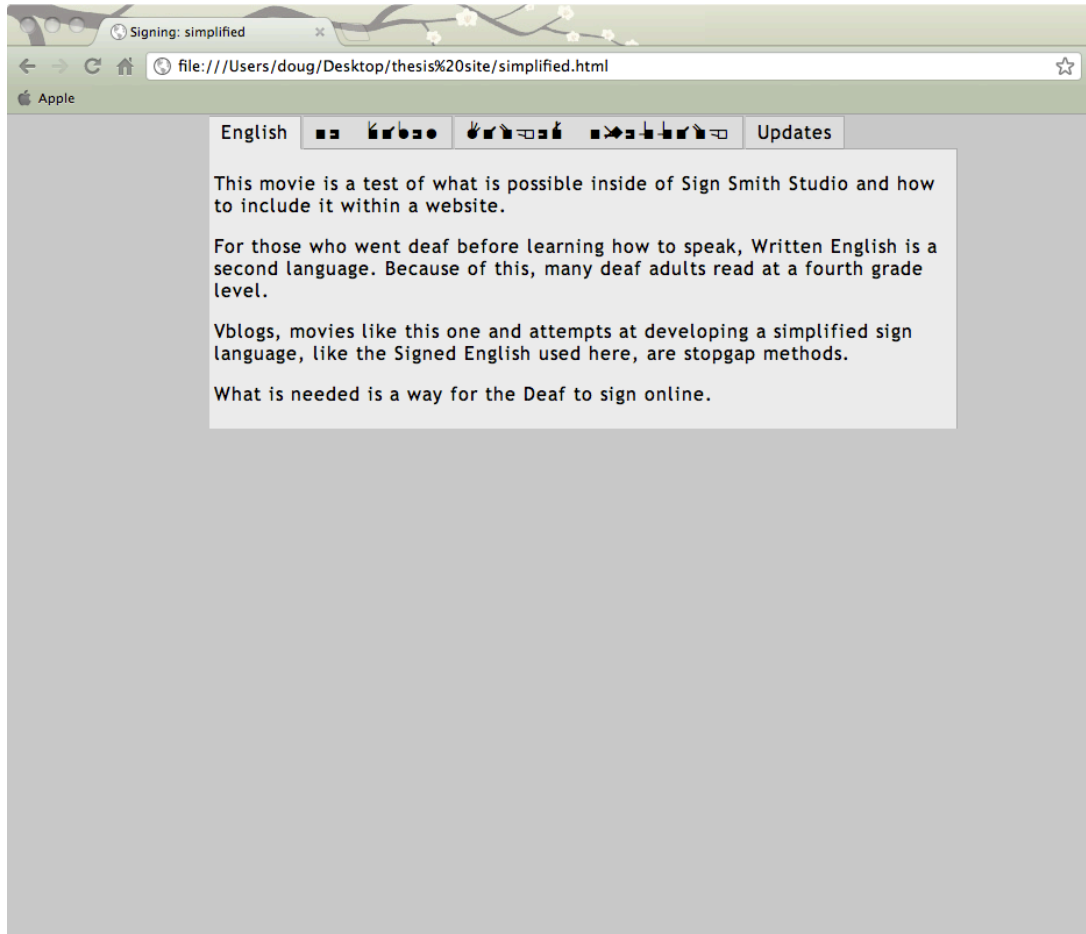 Signing: simplified
file:///Users/doug/Desktop/thesis%20site/simplified.html
Apple
English
Updates
This movie is a test of what is possible inside of Sign Smith Studio and how
to include it within a website.
For those who went deaf before learning how to speak, Written English is a
second language. Because of this, many deaf adults read at a fourth grade
level.
Vblogs, movies like this one and attempts at developing a simplified sign
language, like the Signed English used here, are stopgap methods.
What is needed is a way for the Deaf to sign online.